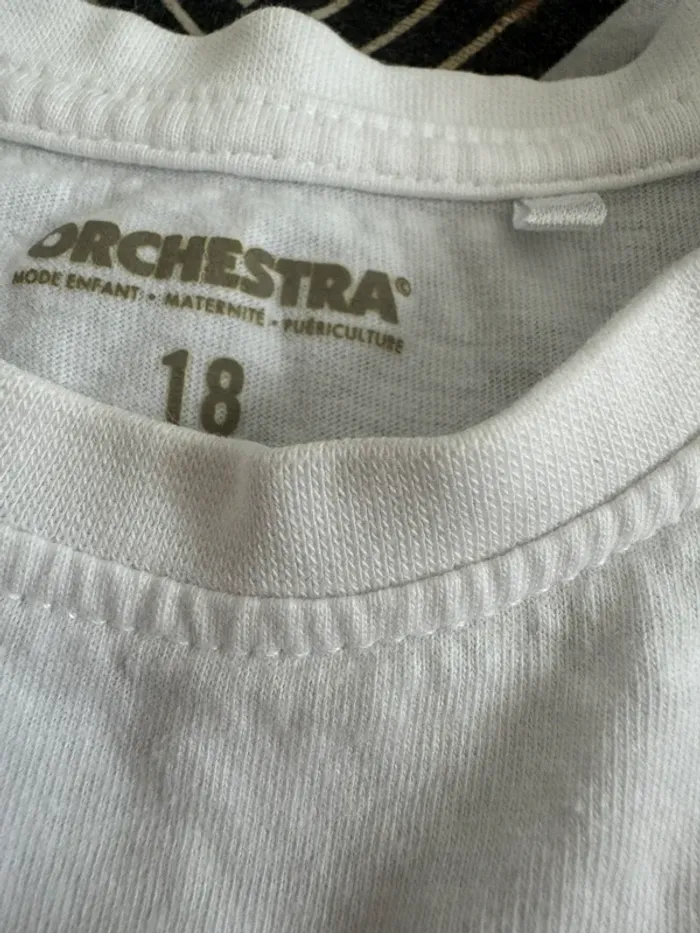 ORCHESTRA©
MODE ENFANT • MATERNITÉ • PUÉRICULTURE
18